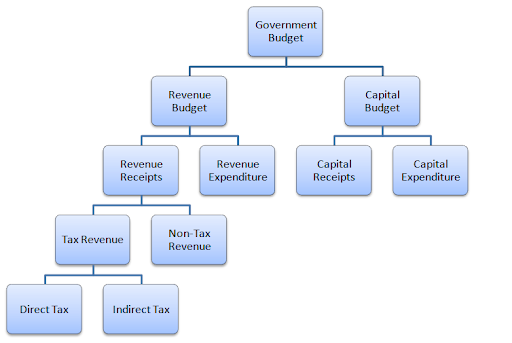 Government
Budget
Revenue
Budget
Capital
Budget
Revenue
Receipts
Revenue
Expenditure
Capital
Receipts
Capital
Expenditure
Tax Revenue
Non-Tax
Revenue
Direct Tax
Indirect Tax